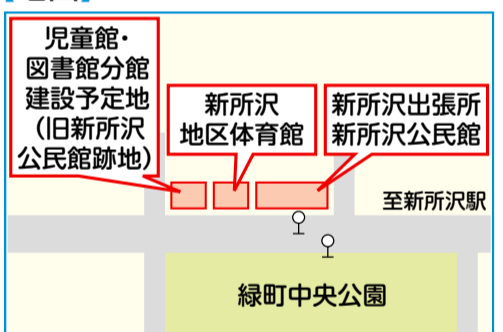 児童館・
図書館分館
建設予定地
(旧新所沢
公民館跡地)
新所沢
地区体育館
新所沢出張所
新所沢公民館
至新所沢駅
緑町中央公園